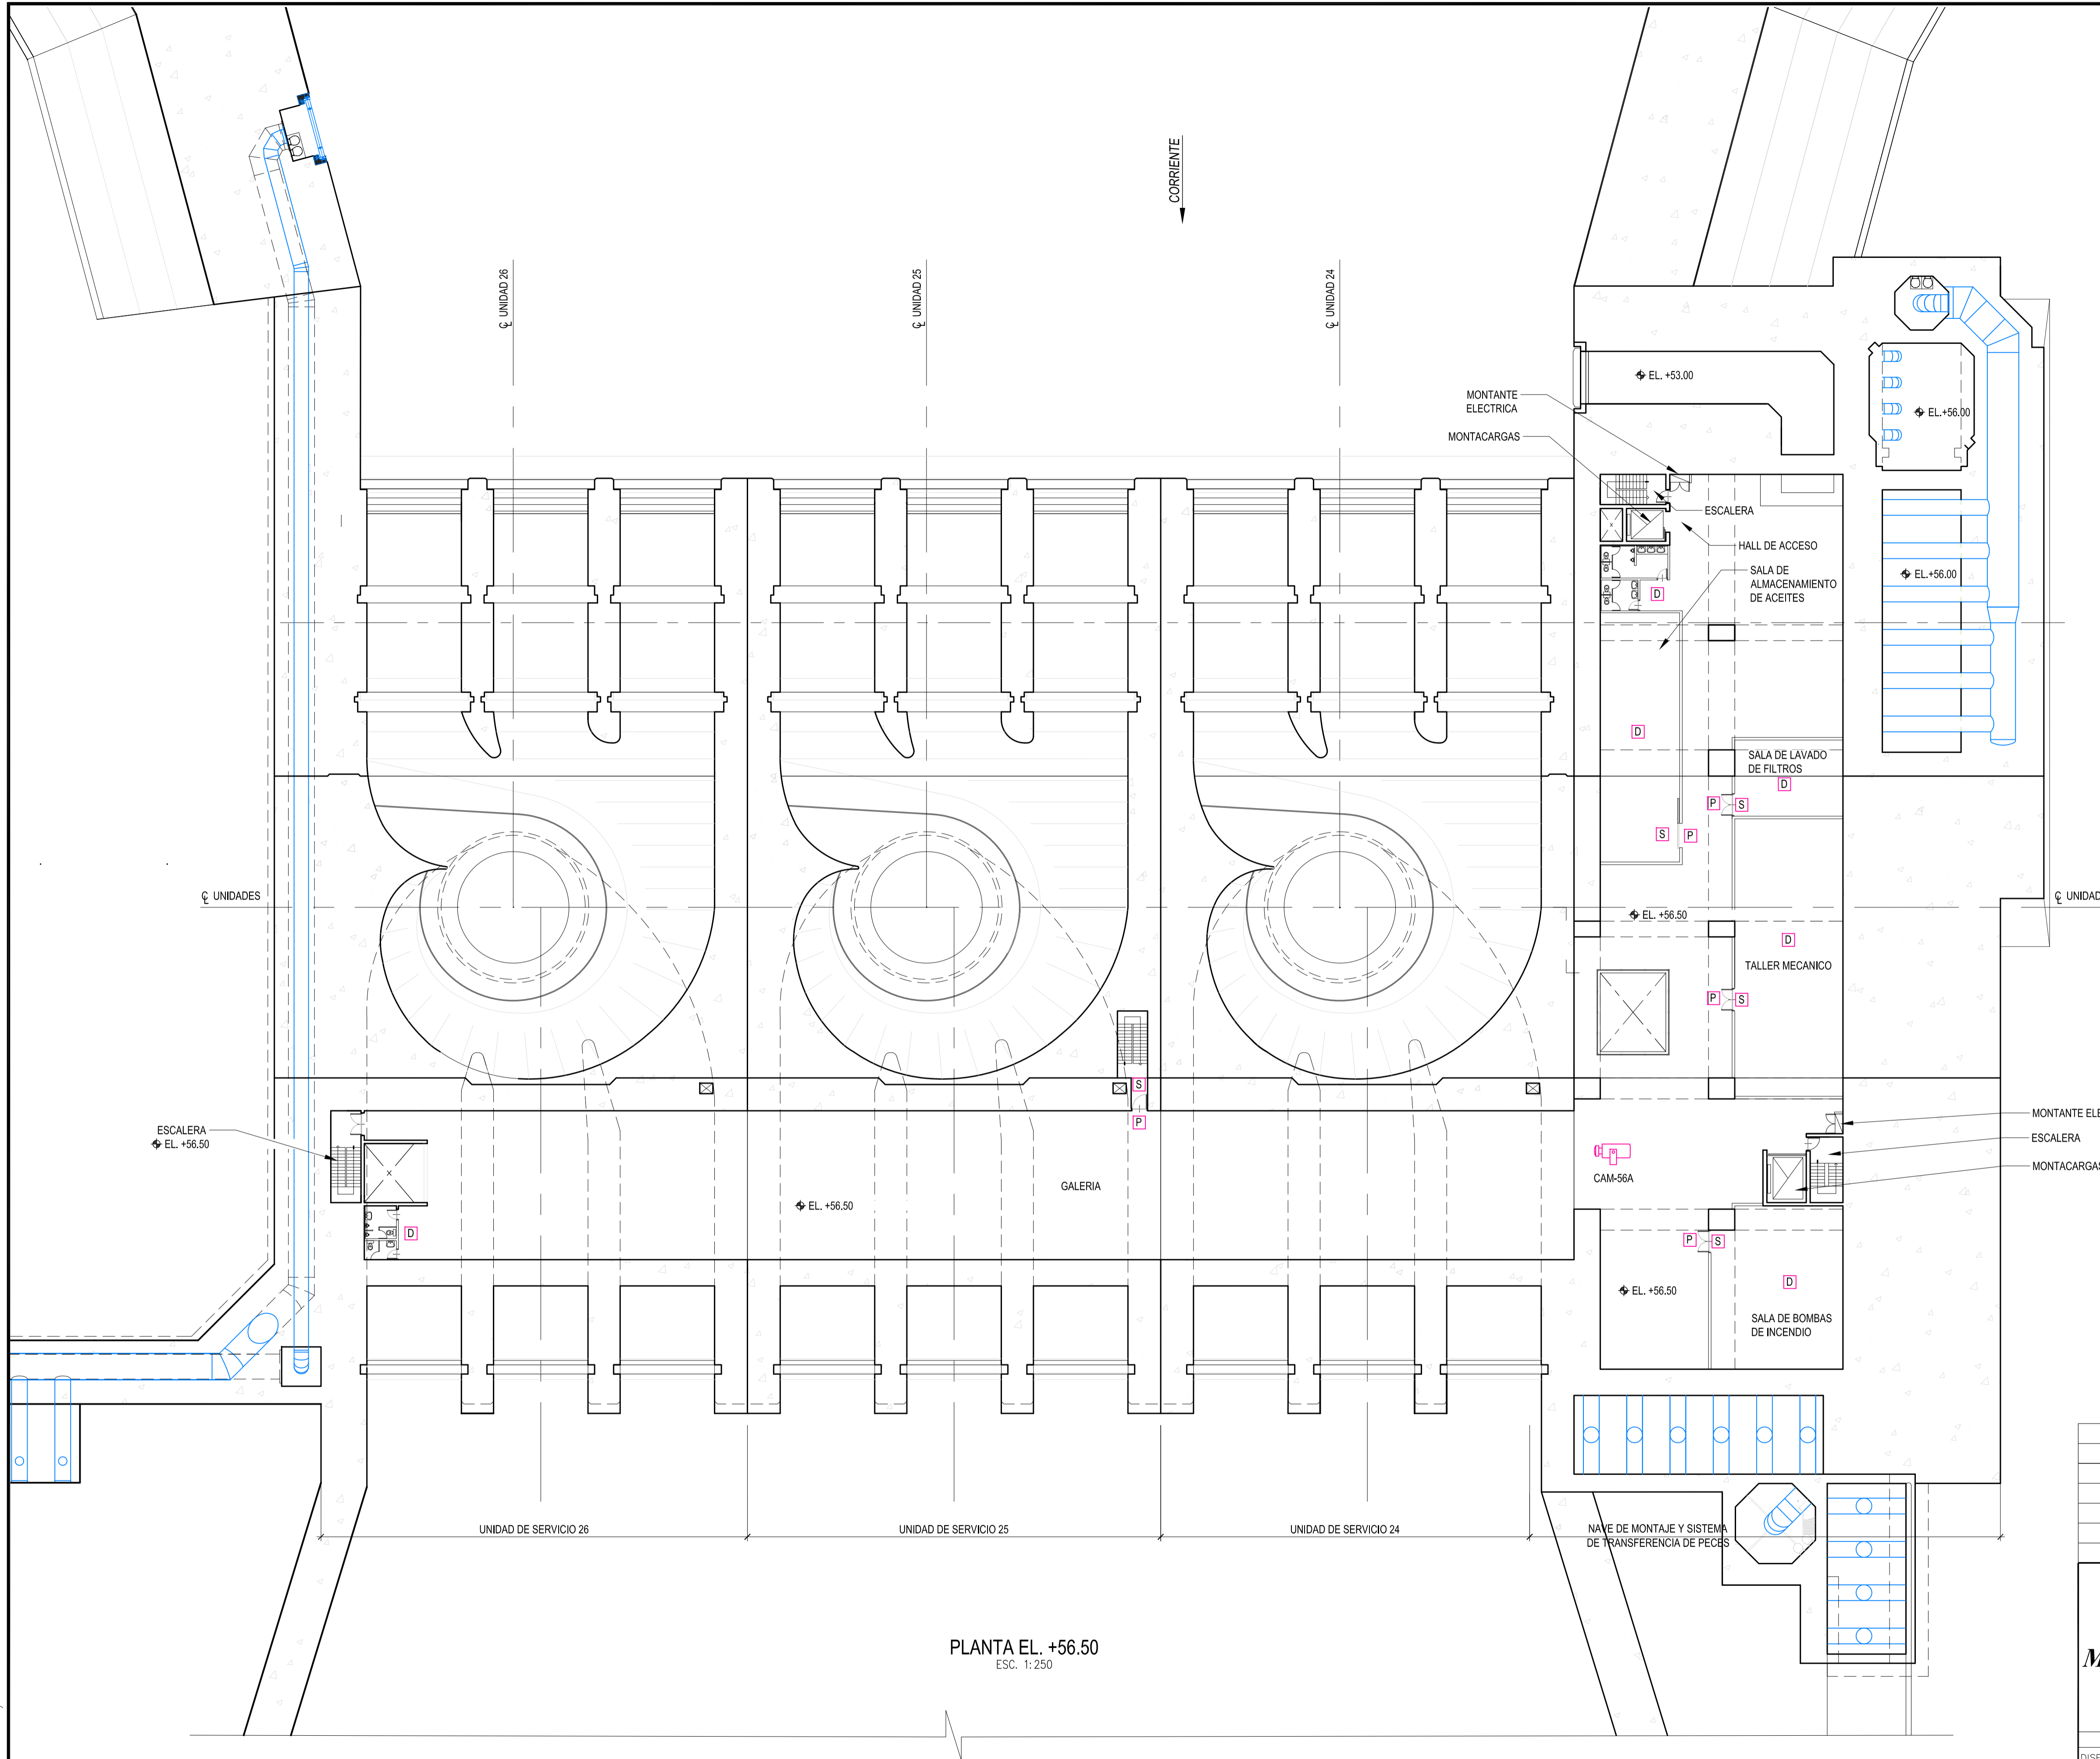 CORRIENTE
℄ UNIDAD 26
℄ UNIDAD 25
℄ UNIDAD 24
EL. +53.00
MONTANTE
ELECTRICA
MONTACARGAS
EL.+56.00
ESCALERA
HALL DE ACCESO
SALA DE
ALMACENAMIENTO
DE ACEITES
EL.+56.00
D
D
SALA DE LAVADO
DE FILTROS
D
P S
S P
℄ UNIDADES
℄ UNIDAD
EL. +56.50
D
TALLER MECANICO
P S
S
P
ESCALERA
EL. +56.50
MONTANTE ELE
ESCALERA
MONTACARGAS
CAM-56A
GALERIA
EL. +56.50
D
P S
D
EL. +56.50
SALA DE BOMBAS
DE INCENDIO
UNIDAD DE SERVICIO 26
UNIDAD DE SERVICIO 25
UNIDAD DE SERVICIO 24
NAVE DE MONTAJE Y SISTEMA
DE TRANSFERENCIA DE PECES
PLANTA EL. +56.50
ESC. 1:250
M